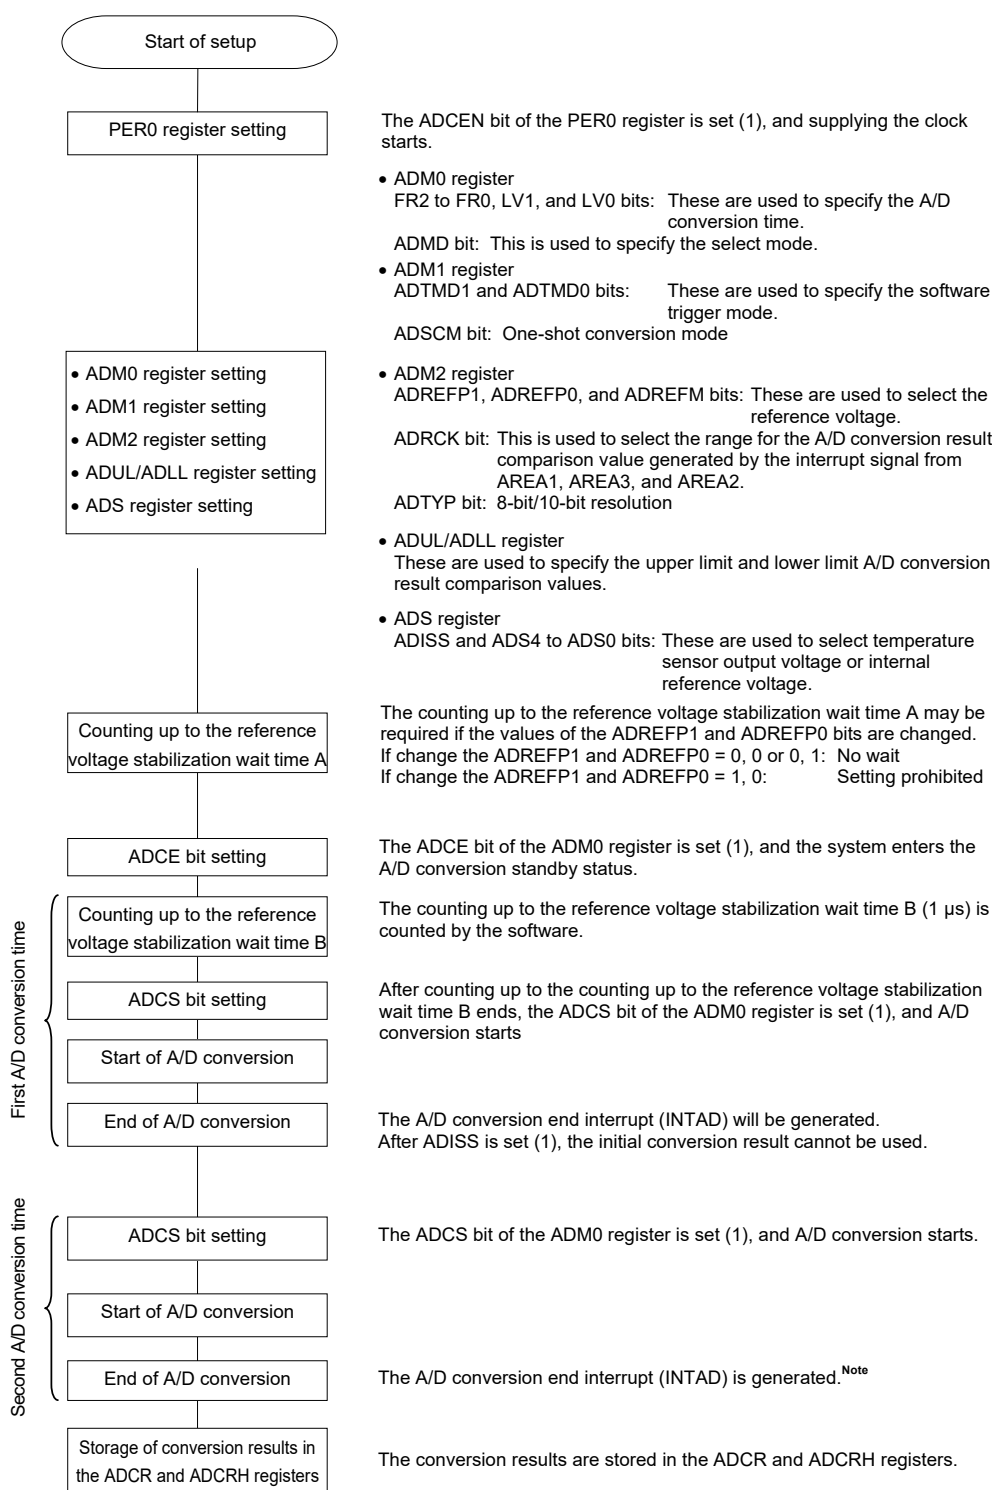 Start of setup
PER0 register setting
The ADCEN bit of the PER0 register is set (1), and supplying the clock
starts.
• ADM0 register
FR2 to FR0, LV1, and LV0 bits: These are used to specify the A/D
conversion time.
ADMD bit: This is used to specify the select mode.
• ADM1 register
ADTMD1 and ADTMD0 bits: These are used to specify the software
trigger mode.
ADSCM bit: One-shot conversion mode
• ADM0 register setting
• ADM1 register setting
• ADM2 register setting
• ADUL/ADLL register setting
• ADS register setting
• ADM2 register
ADREFP1, ADREFP0, and ADREFM bits: These are used to select the
reference voltage.
ADRCK bit: This is used to select the range for the A/D conversion result
comparison value generated by the interrupt signal from
AREA1, AREA3, and AREA2.
ADTYP bit: 8-bit/10-bit resolution
• ADUL/ADLL register
These are used to specify the upper limit and lower limit A/D conversion
result comparison values.
• ADS register
ADISS and ADS4 to ADS0 bits: These are used to select temperature
sensor output voltage or internal
reference voltage.
Counting up to the reference
voltage stabilization wait time A
The counting up to the reference voltage stabilization wait time A may be
required if the values of the ADREFP1 and ADREFP0 bits are changed.
If change the ADREFP1 and ADREFP0 = 0, 0 or 0, 1: No wait
If change the ADREFP1 and ADREFP0 = 1, 0: Setting prohibited
ADCE bit setting
The ADCE bit of the ADM0 register is set (1), and the system enters the
A/D conversion standby status.
First A/D conversion time
Counting up to the reference
voltage stabilization wait time B
The counting up to the reference voltage stabilization wait time B (1 μs) is
counted by the software.
ADCS bit setting
After counting up to the counting up to the reference voltage stabilization
wait time B ends, the ADCS bit of the ADM0 register is set (1), and A/D
conversion starts
Start of A/D conversion
End of A/D conversion
The A/D conversion end interrupt (INTAD) will be generated.
After ADISS is set (1), the initial conversion result cannot be used.
Second A/D conversion time
ADCS bit setting
The ADCS bit of the ADM0 register is set (1), and A/D conversion starts.
Start of A/D conversion
End of A/D conversion
The A/D conversion end interrupt (INTAD) is generated.Note
Storage of conversion results in
the ADCR and ADCRH registers
The conversion results are stored in the ADCR and ADCRH registers.